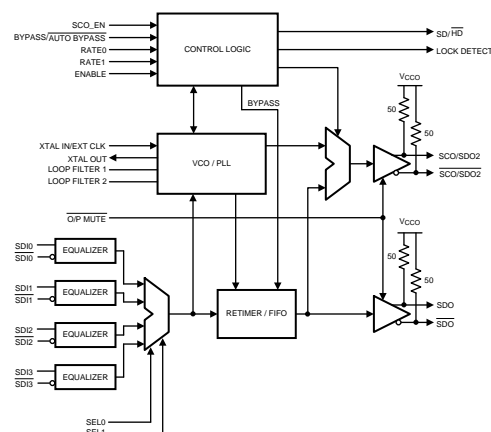 SCO_EN
BYPASS/AUTO BYPASS
RATE0
RATE1
ENABLE
CONTROL LOGIC
SD/HD
LOCK DETECT
BYPASS
VCCO
50
50
XTAL IN/EXT CLK
XTAL OUT
LOOP FILTER 1
LOOP FILTER 2
VCO / PLL
SCO/SDO2
SCO/SDO2
O/P MUTE
VCCO
50
50
SDI0
SDI0
EQUALIZER
SDI1
SDI1
EQUALIZER
SDI2
SDI2
EQUALIZER
SDI3
SDI3
EQUALIZER
RETIMER / FIFO
SDO
SDO
SEL0
SEL1